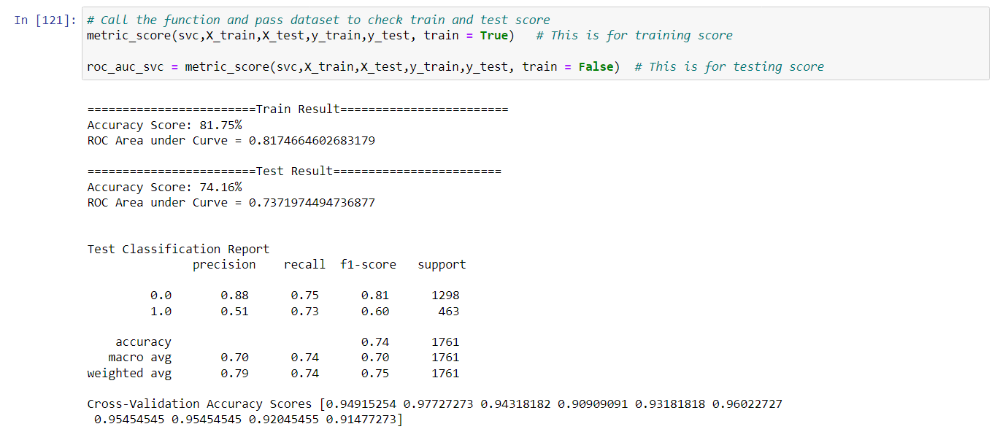 In [121]: # Call the function and pass dataset to check train and test score
metric_score(svc,X_train,X_test,y_train,y_test, train = True)   # This is for training score
roc_auc_svc = metric_score(svc,X_train,X_test,y_train,y_test, train = False)  # This is for testing score
========================Train Result========================
Accuracy Score: 81.75%
ROC Area under Curve = 0.8174664602683179
========================Test Result========================
Accuracy Score: 74.16%
ROC Area under Curve = 0.7371974494736877
Test Classification Report
precision    recall  f1-score   support
0.0       0.88      0.75      0.81      1298
1.0       0.51      0.73      0.60       463
accuracy                           0.74      1761
macro avg       0.70      0.74      0.70      1761
weighted avg       0.79      0.74      0.75      1761
Cross-Validation Accuracy Scores [0.94915254 0.97727273 0.94318182 0.90909091 0.93181818 0.96022727
0.95454545 0.95454545 0.92045455 0.91477273]